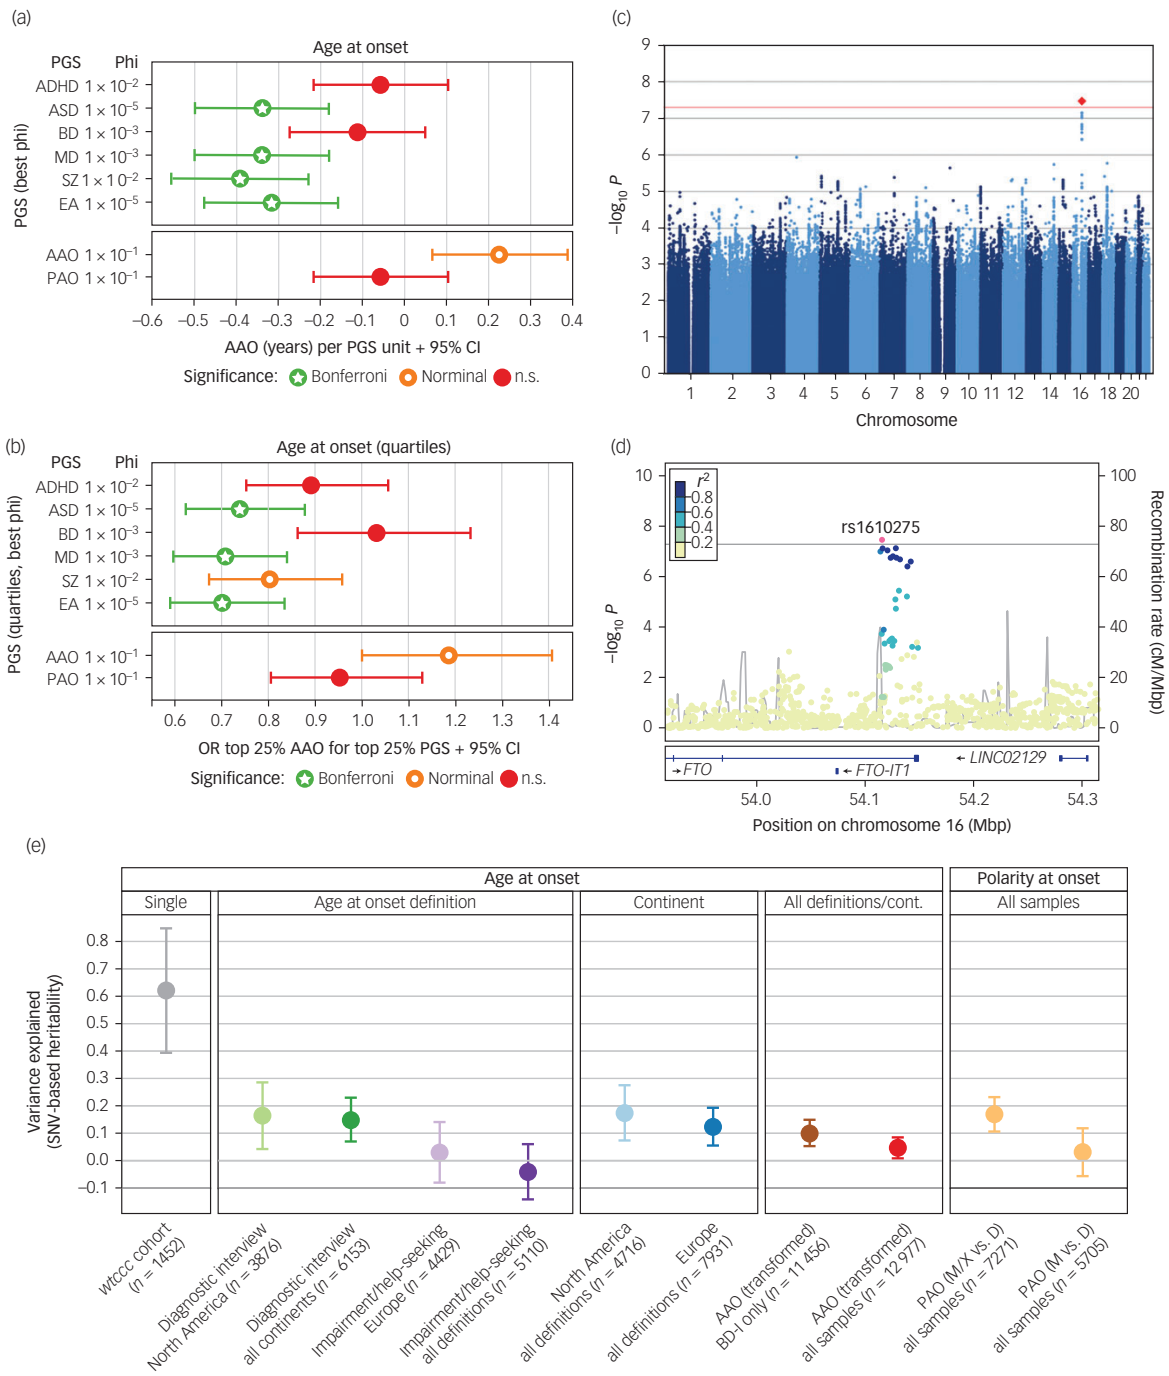 (a)
Age at onset
PGS Phi
ADHD 1 × 10⁻²
ASD 1 × 10⁻⁵
BD 1 × 10⁻³
MD 1 × 10⁻³
SZ 1 × 10⁻²
EA 1 × 10⁻⁵
AAO 1 × 10⁻¹
PAO 1 × 10⁻¹
PGS (best phi)
–0.6 –0.5 –0.4 –0.3 –0.2 –0.1 0 0.2 0.3 0.4
AAO (years) per PGS unit + 95% CI
Significance: Bonferroni Norminal n.s.
(b)
Age at onset (quartiles)
PGS Phi
ADHD 1 × 10⁻²
ASD 1 × 10⁻⁵
BD 1 × 10⁻³
MD 1 × 10⁻³
SZ 1 × 10⁻²
EA 1 × 10⁻⁵
AAO 1 × 10⁻¹
PAO 1 × 10⁻¹
PGS (quartiles, best phi)
0.6 0.7 0.8 0.9 1.0 1.1 1.2 1.3 1.4
OR top 25% AAO for top 25% PGS + 95% CI
Significance: Bonferroni Norminal n.s.
(c)
9
8
7
6
5
4
3
2
1
0
–log₁₀ P
1 2 3 4 5 6 7 8 9 10 11 12 14 16 18 20
Chromosome
(d)
10
8
6
4
2
0
–log₁₀ P
r²
0.8
0.6
0.4
0.2
rs1610275
100
80
60
40
20
0
Recombination rate (cM/Mbp)
→ FTO
← FTO-IT1
← LINC02129
54.0 54.1 54.2 54.3
Position on chromosome 16 (Mbp)
(e)
Age at onset
Polarity at onset
Single
Age at onset definition
Continent
All definitions/cont.
All samples
0.8
0.7
0.6
0.5
0.4
0.3
0.2
0.1
0.0
–0.1
Variance explained
(SNV-based heritability)
wtccc cohort
(n = 1452)
Diagnostic interview
North America (n = 3876)
Diagnostic interview
all continents (n = 6153)
Impairment/help-seeking
Europe (n = 4429)
Impairment/help-seeking
all definitions (n = 5110)
North America
all definitions (n = 4716)
Europe
all definitions (n = 7931)
AAO (transformed)
BD-I only (n = 11 456)
AAO (transformed)
all samples (n = 12 977)
PAO (M/X vs. D)
all samples (n = 7271)
PAO (M vs. D)
all samples (n = 5705)